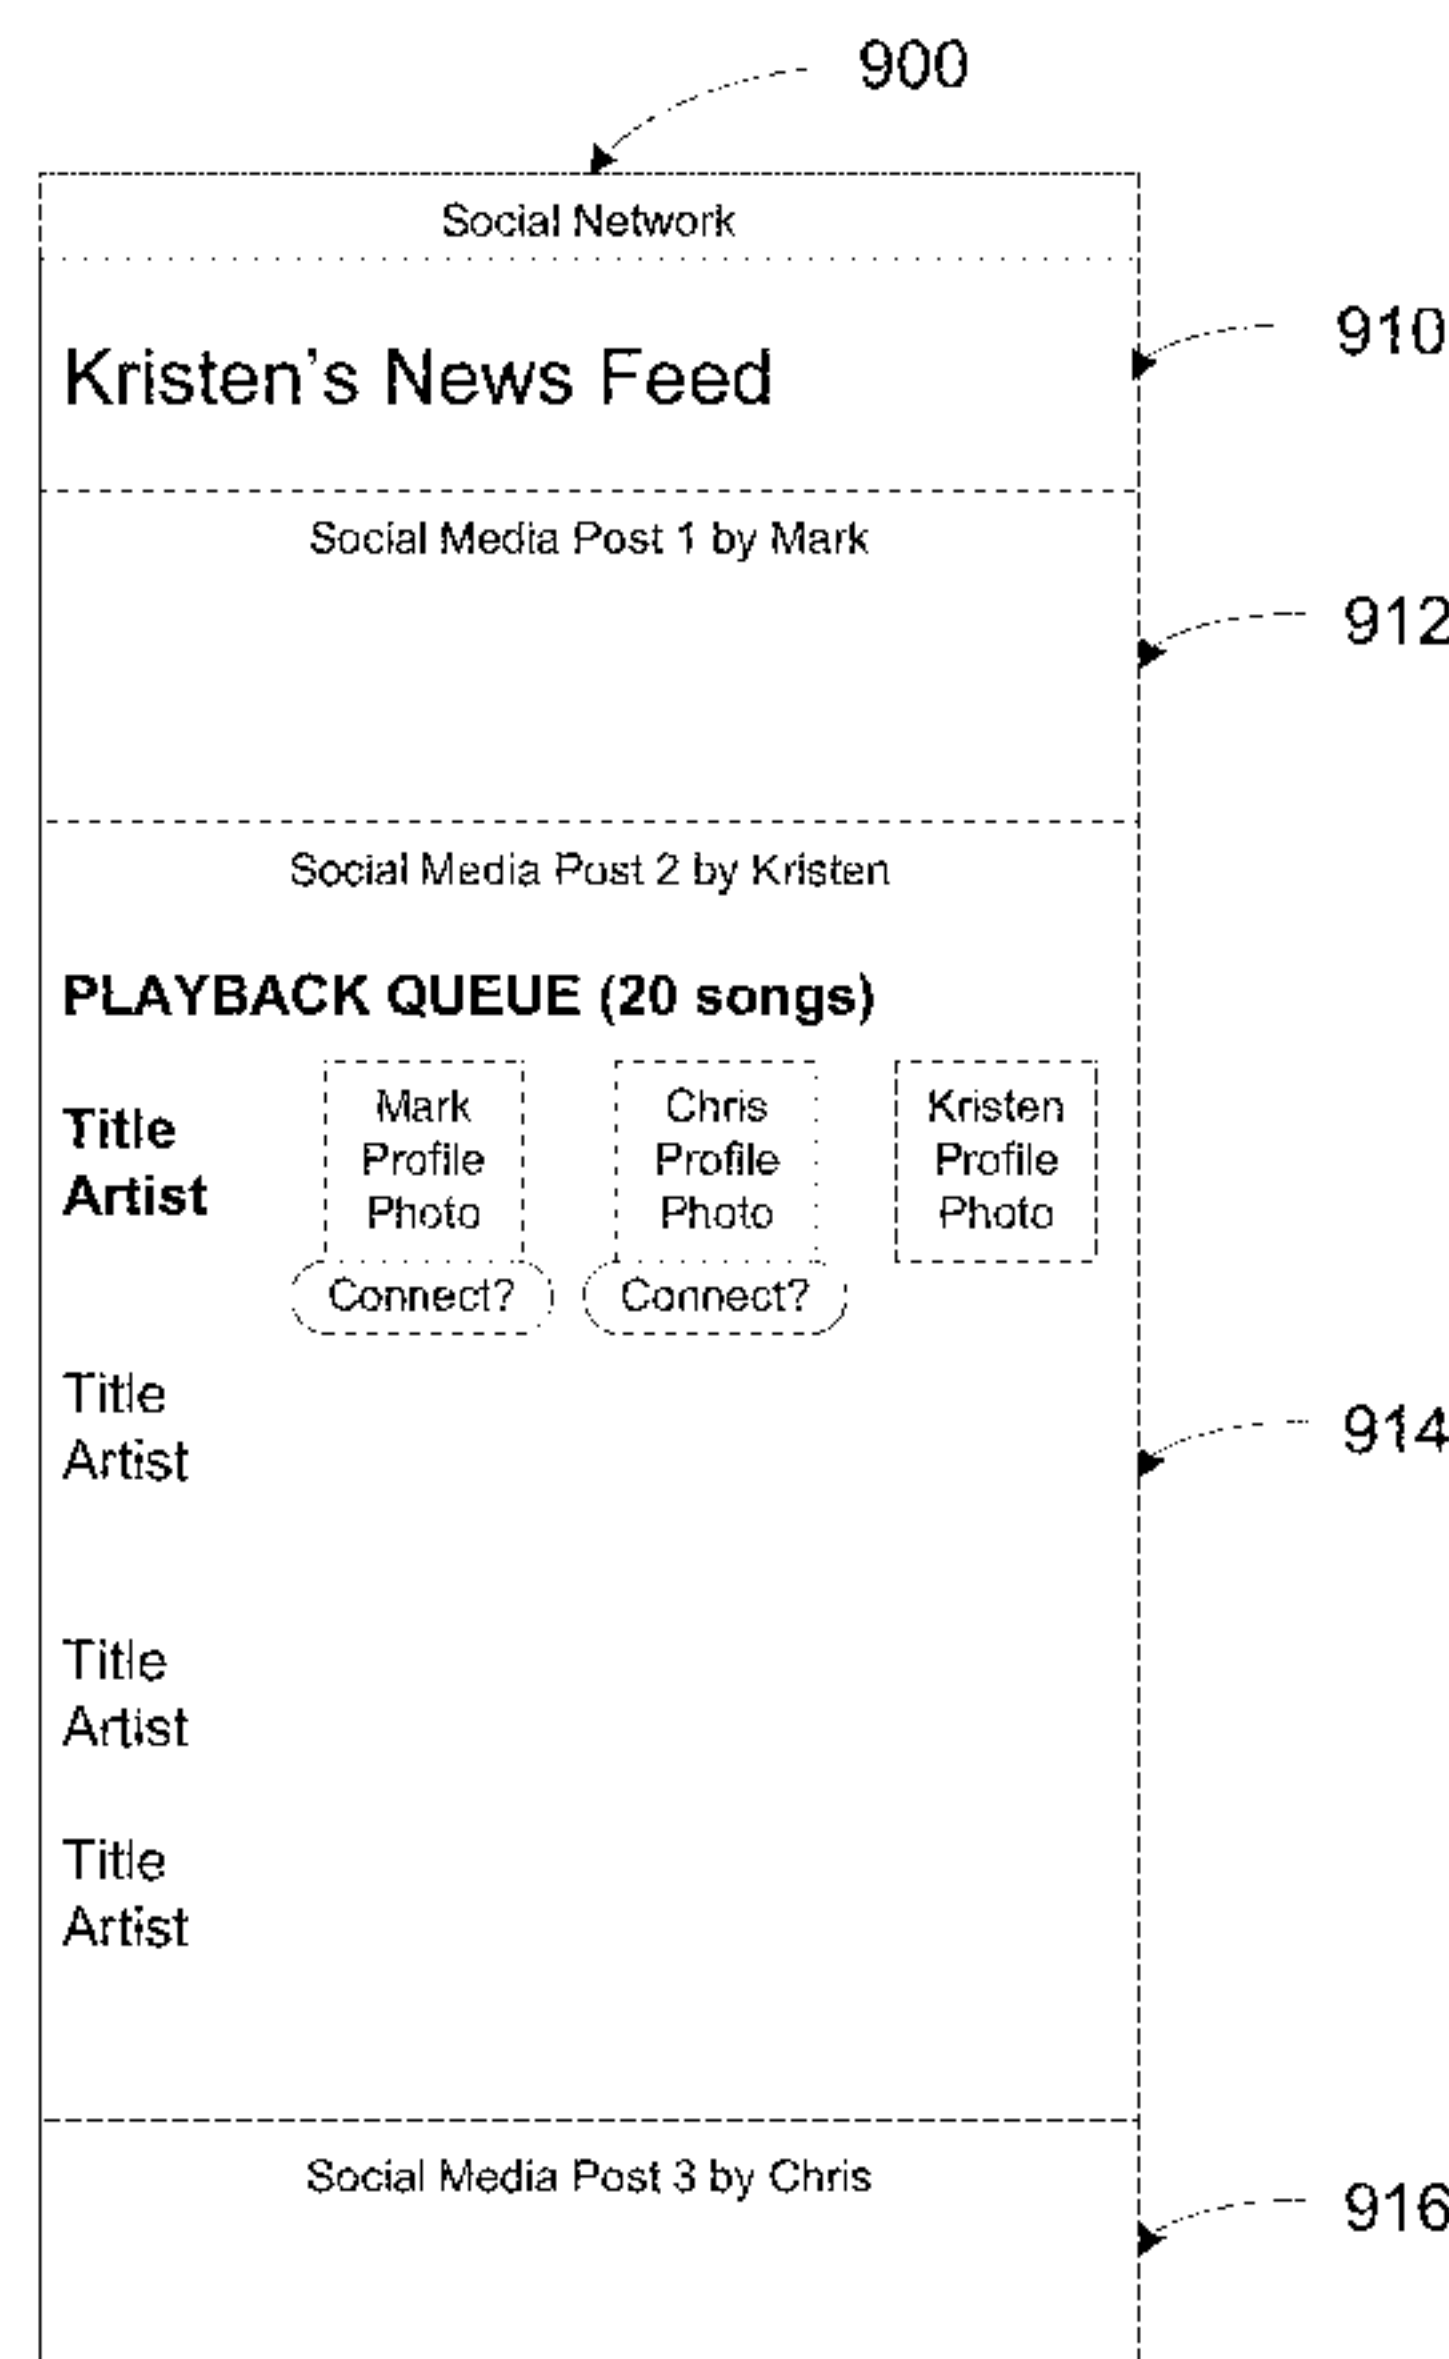 900
Social Network
910
Kristen's News Feed
Social Media Post 1 by Mark
912
Social Media Post 2 by Kristen
PLAYBACK QUEUE (20 songs)
Title
Artist
Mark
Profile
Photo
Connect?
Chris
Profile
Photo
Connect?
Kristen
Profile
Photo
Title
Artist
914
Title
Artist
Title
Artist
Social Media Post 3 by Chris
916